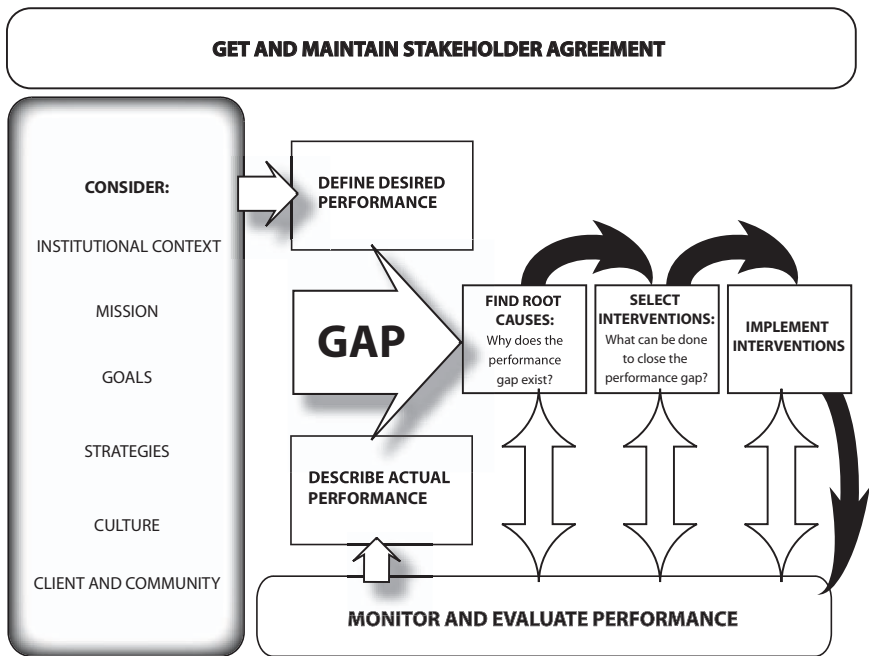 GET AND MAINTAIN STAKEHOLDER AGREEMENT
CONSIDER:
INSTITUTIONAL CONTEXT
MISSION
GOALS
STRATEGIES
CULTURE
CLIENT AND COMMUNITY
DEFINE DESIRED
PERFORMANCE
GAP
DESCRIBE ACTUAL
PERFORMANCE
FIND ROOT
CAUSES:
Why does the
performance
gap exist?
SELECT
INTERVENTIONS:
What can be done
to close the
performance gap?
IMPLEMENT
INTERVENTIONS
MONITOR AND EVALUATE PERFORMANCE